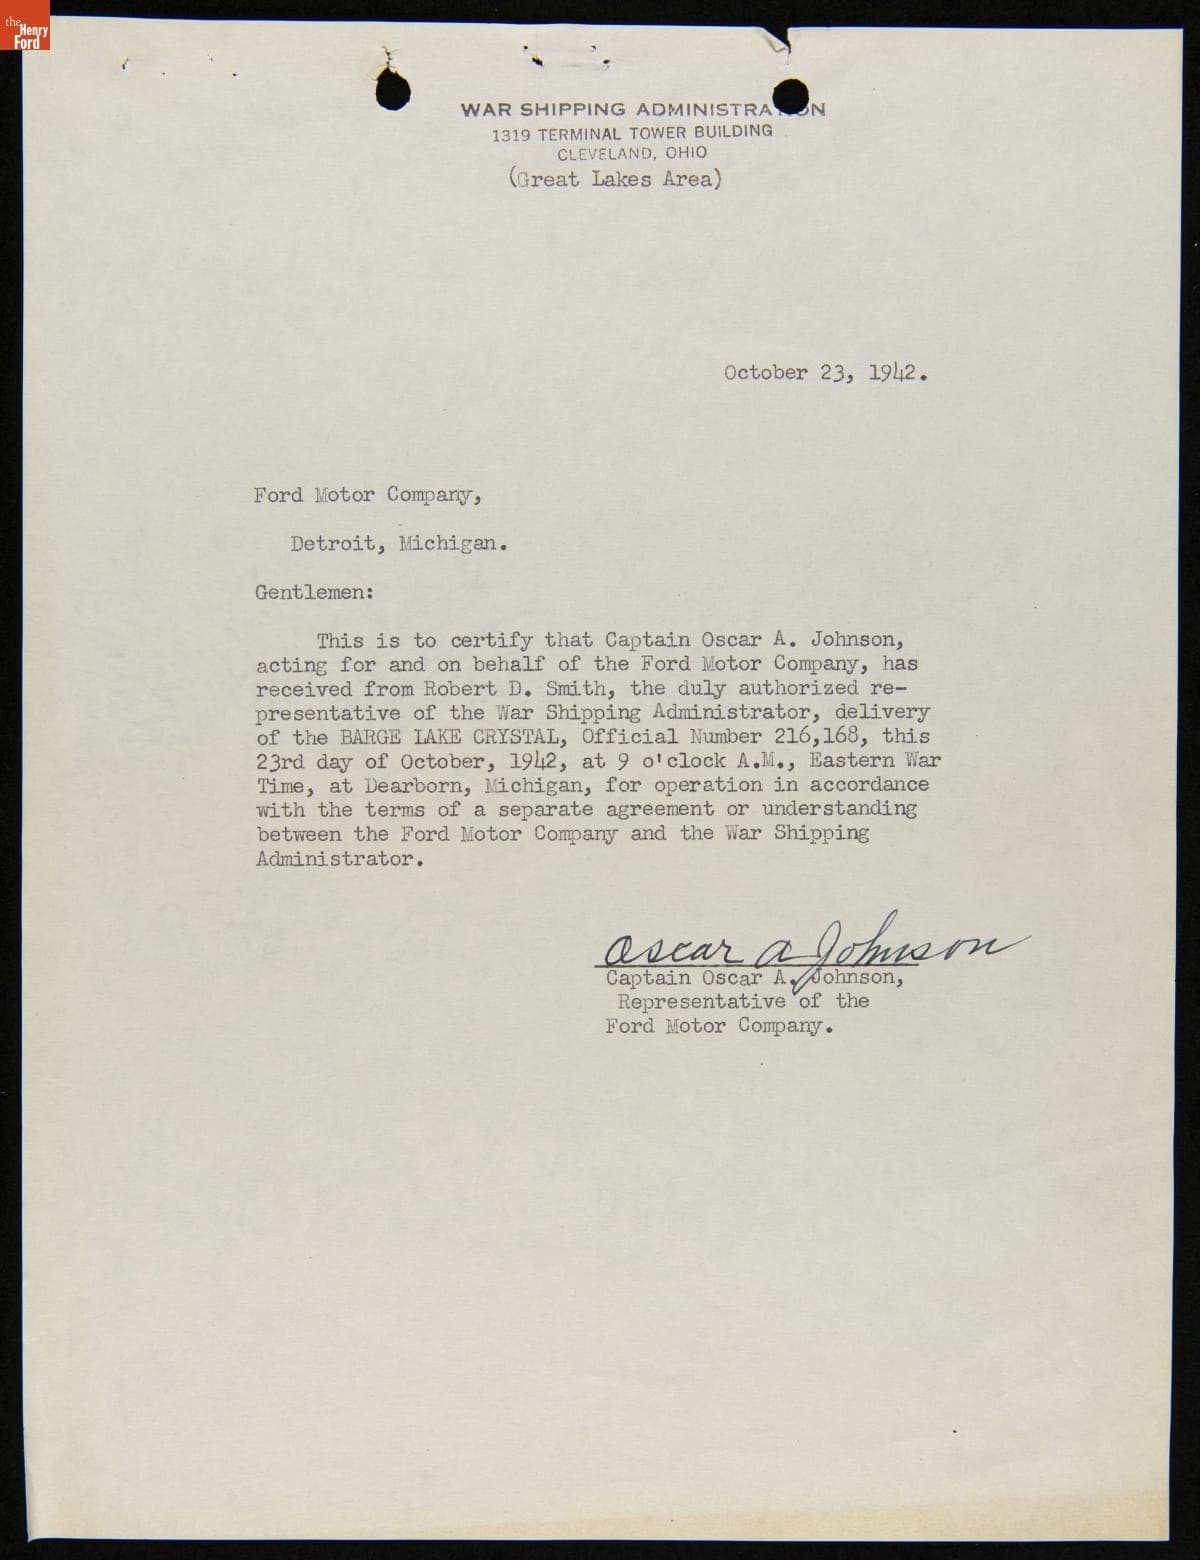 the
Henry
Ford
WAR SHIPPING ADMINISTRATION
1319 TERMINAL TOWER BUILDING
CLEVELAND, OHIO
(Great Lakes Area)
October 23, 1942.
Ford Motor Company,
Detroit, Michigan.
Gentlemen:
This is to certify that Captain Oscar A. Johnson,
acting for and on behalf of the Ford Motor Company, has
received from Robert D. Smith, the duly authorized re-
presentative of the War Shipping Administrator, delivery
of the BARGE LAKE CRYSTAL, Official Number 216,168, this
23rd day of October, 1942, at 9 o'clock A.M., Eastern War
Time, at Dearborn, Michigan, for operation in accordance
with the terms of a separate agreement or understanding
between the Ford Motor Company and the War Shipping
Administrator.
Oscar A Johnson
Captain Oscar A. Johnson,
Representative of the
Ford Motor Company.